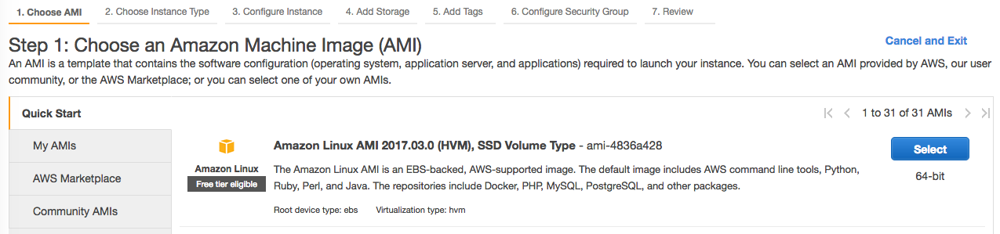 1. Choose AMI 2. Choose Instance Type 3. Configure Instance 4. Add Storage 5. Add Tags 6. Configure Security Group 7. Review
Step 1: Choose an Amazon Machine Image (AMI)
Cancel and Exit
An AMI is a template that contains the software configuration (operating system, application server, and applications) required to launch your instance. You can select an AMI provided by AWS, our user
community, or the AWS Marketplace; or you can select one of your own AMIs.
Quick Start
1 to 31 of 31 AMIs
My AMIs
AWS Marketplace
Community AMIs
Amazon Linux
Free tier eligible
Amazon Linux AMI 2017.03.0 (HVM), SSD Volume Type - ami-4836a428
The Amazon Linux AMI is an EBS-backed, AWS-supported image. The default image includes AWS command line tools, Python,
Ruby, Perl, and Java. The repositories include Docker, PHP, MySQL, PostgreSQL, and other packages.
Root device type: ebs Virtualization type: hvm
Select
64-bit